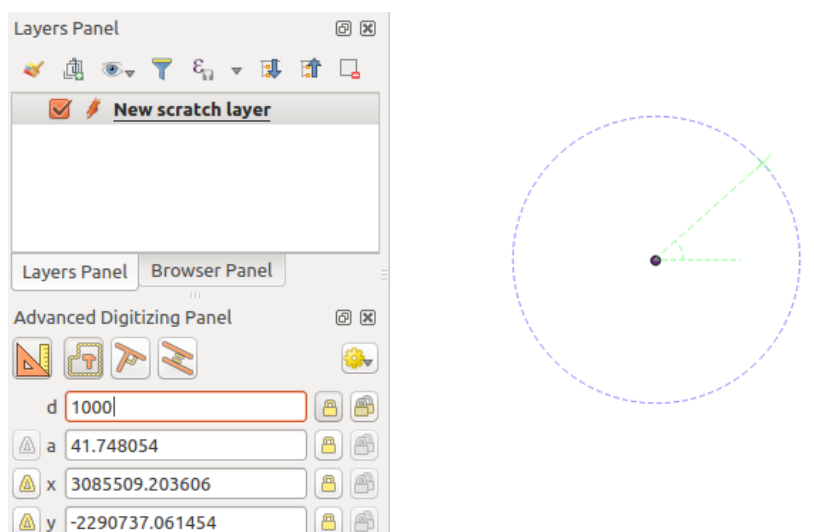 Layers Panel
New scratch layer
Layers Panel Browser Panel
Advanced Digitizing Panel
d 1000
a 41.748054
x 3085509.203606
y -2290737.061454